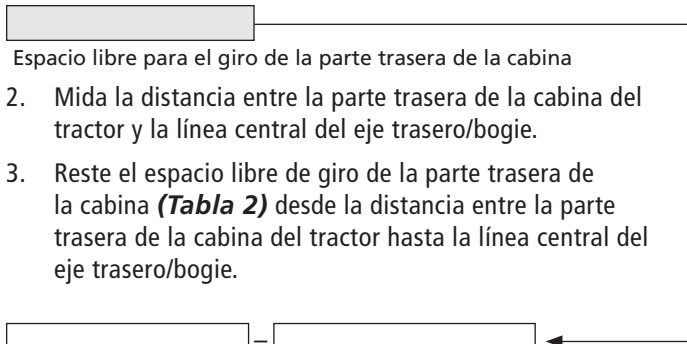 Espacio libre para el giro de la parte trasera de la cabina
2. Mida la distancia entre la parte trasera de la cabina del
tractor y la línea central del eje trasero/bogie.
3. Reste el espacio libre de giro de la parte trasera de
la cabina (Tabla 2) desde la distancia entre la parte
trasera de la cabina del tractor hasta la línea central del
eje trasero/bogie.
–